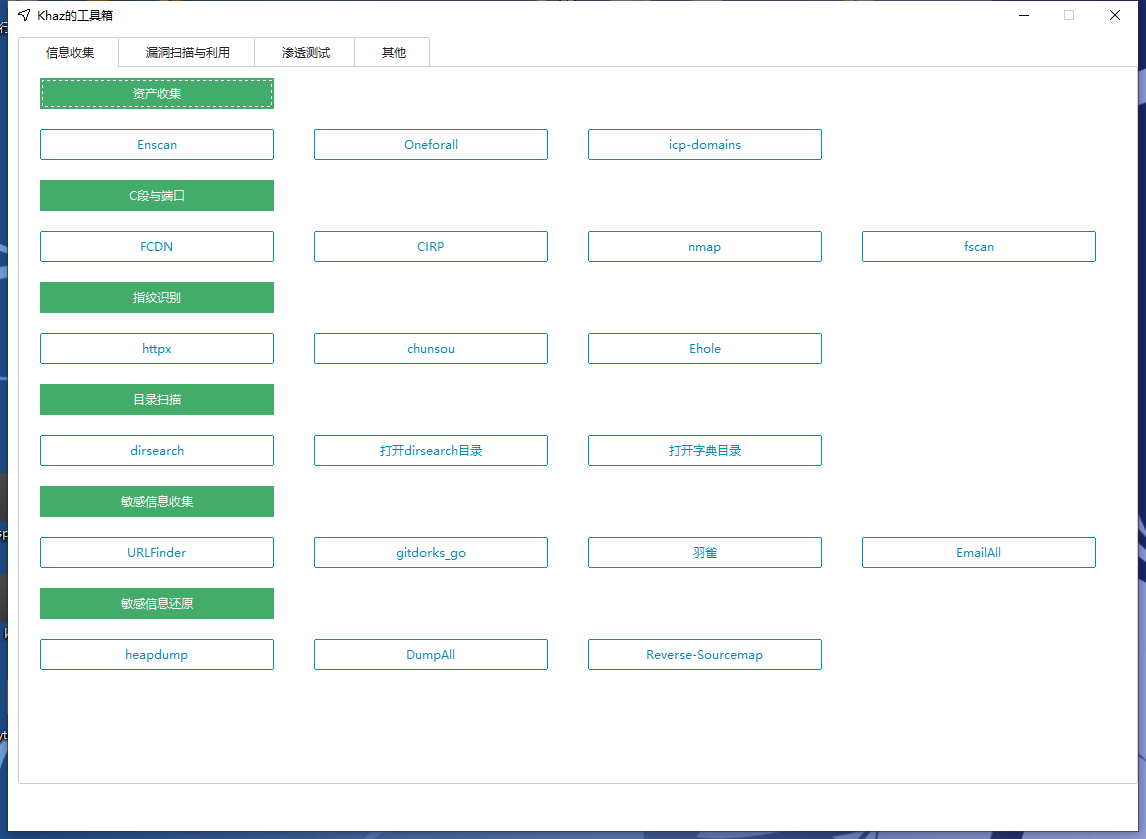 Khaz的工具箱
信息收集 漏洞扫描与利用 渗透测试 其他
资产收集
Enscan Oneforall icp-domains
C段与端口
FCDN CIRP nmap fscan
指纹识别
httpx chunsou Ehole
目录扫描
dirsearch 打开dirsearch目录 打开字典目录
敏感信息收集
URLFinder gitdorks_go 羽雀 EmailAll
敏感信息还原
heapdump DumpAll Reverse-Sourcemap